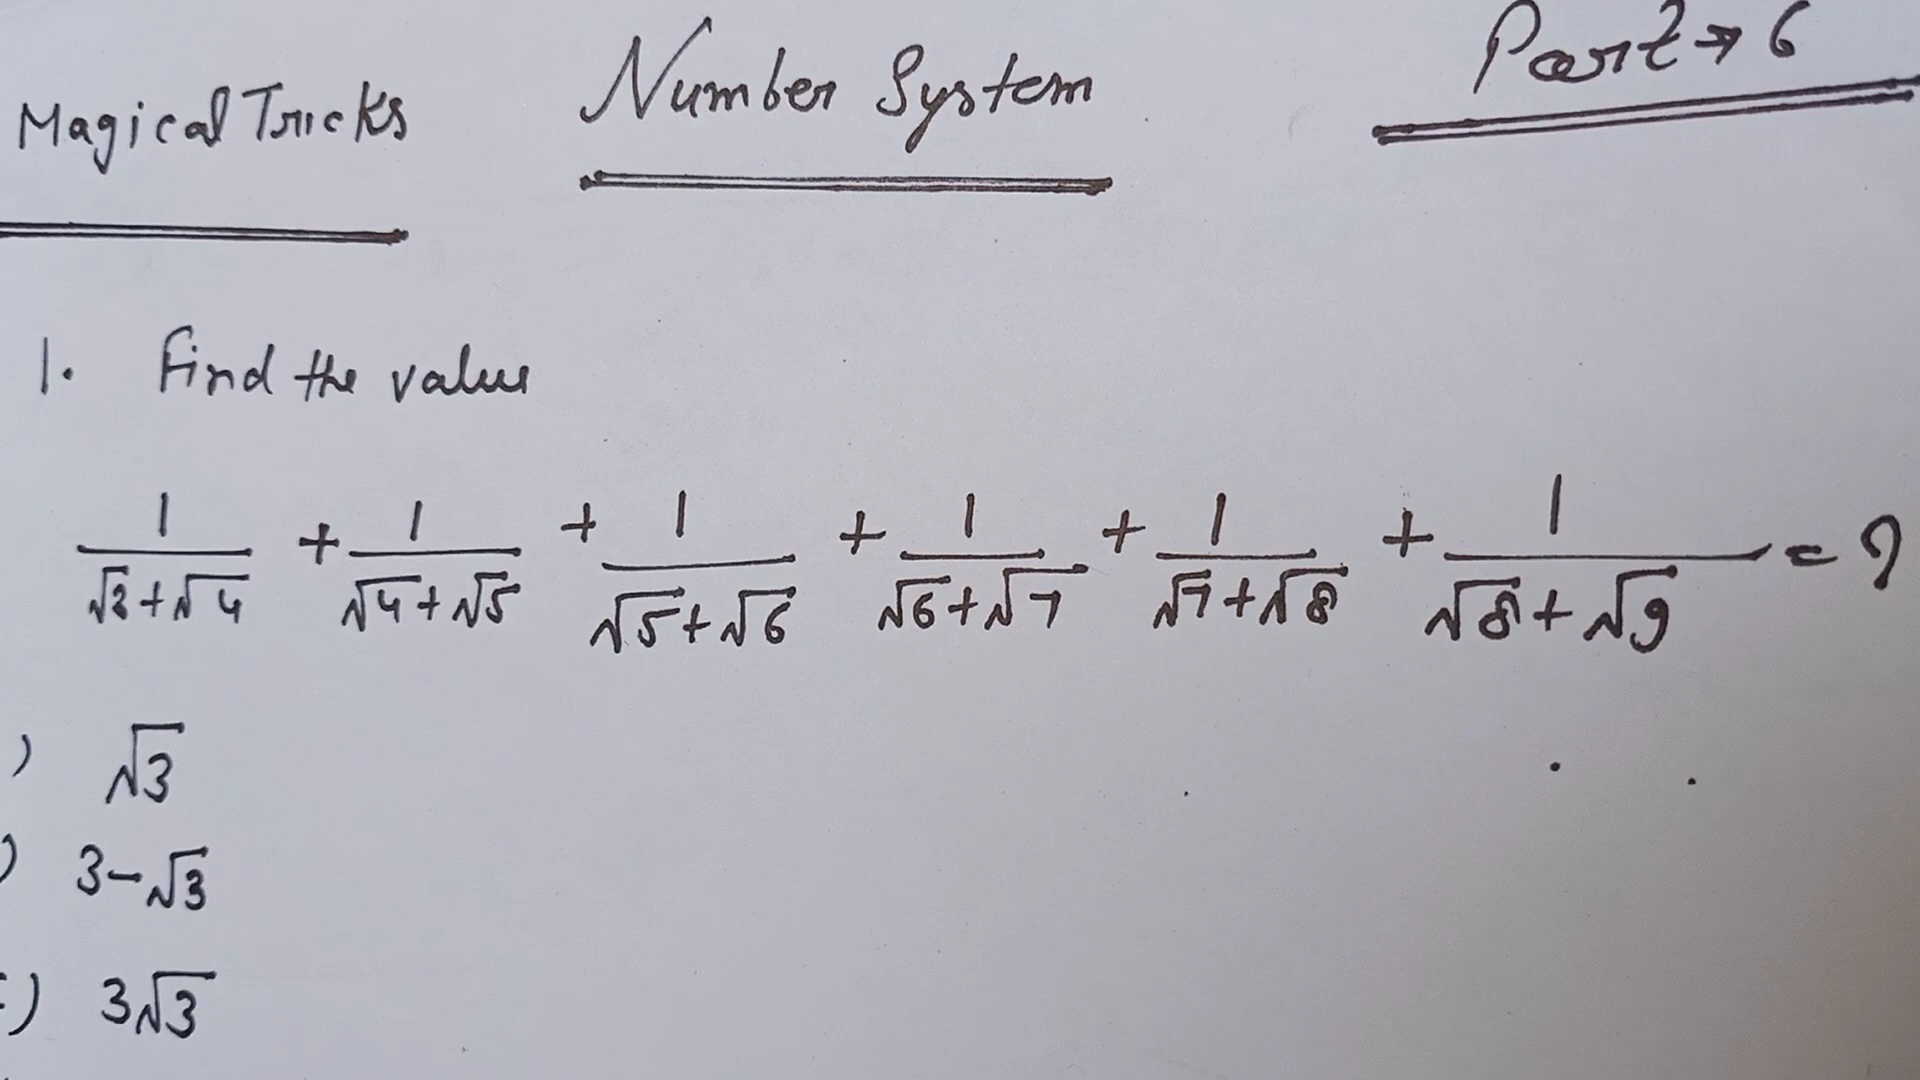 Magical Tricks Number System Part → 6
1. Find the value
1/(√3+√4) + 1/(√4+√5) + 1/(√5+√6) + 1/(√6+√7) + 1/(√7+√8) + 1/(√8+√9) = ?
) √3
) 3-√3
) 3√3